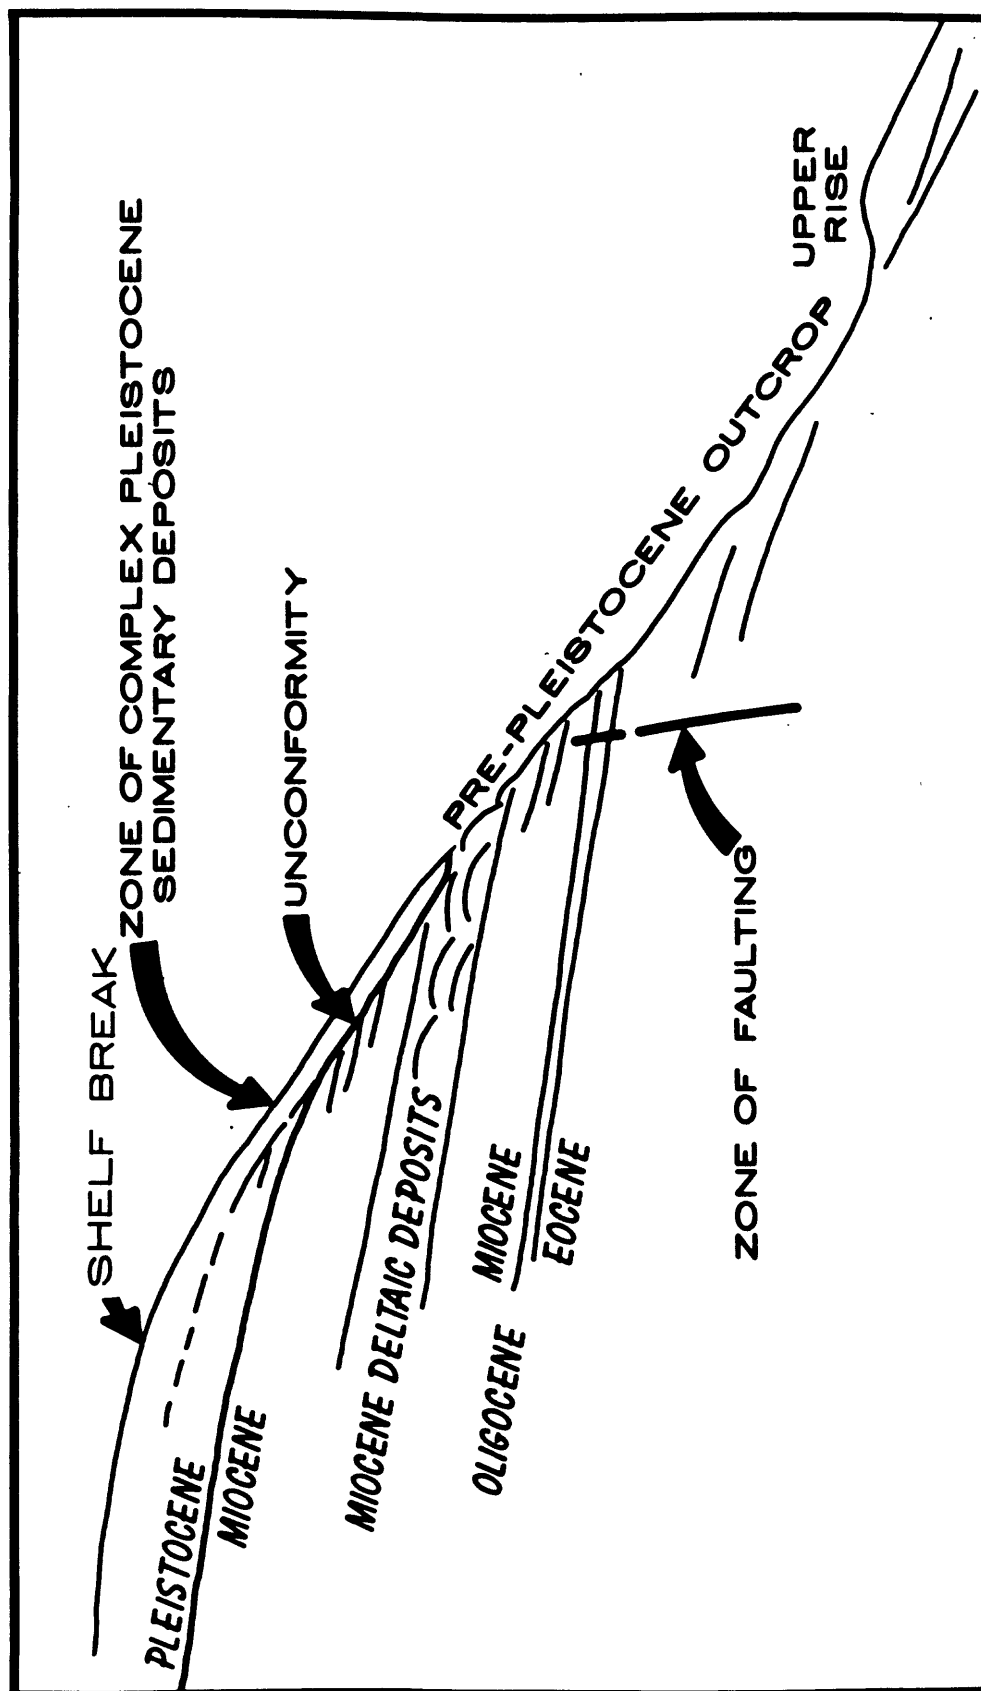 SHELF BREAK
ZONE OF COMPLEX PLEISTOCENE
SEDIMENTARY DEPOSITS
UNCONFORMITY
PRE-PLEISTOCENE OUTCROP
UPPER
RISE
PLEISTOCENE
MIOCENE
MIOCENE DELTAIC DEPOSITS
OLIGOCENE
MIOCENE
EOCENE
ZONE OF FAULTING